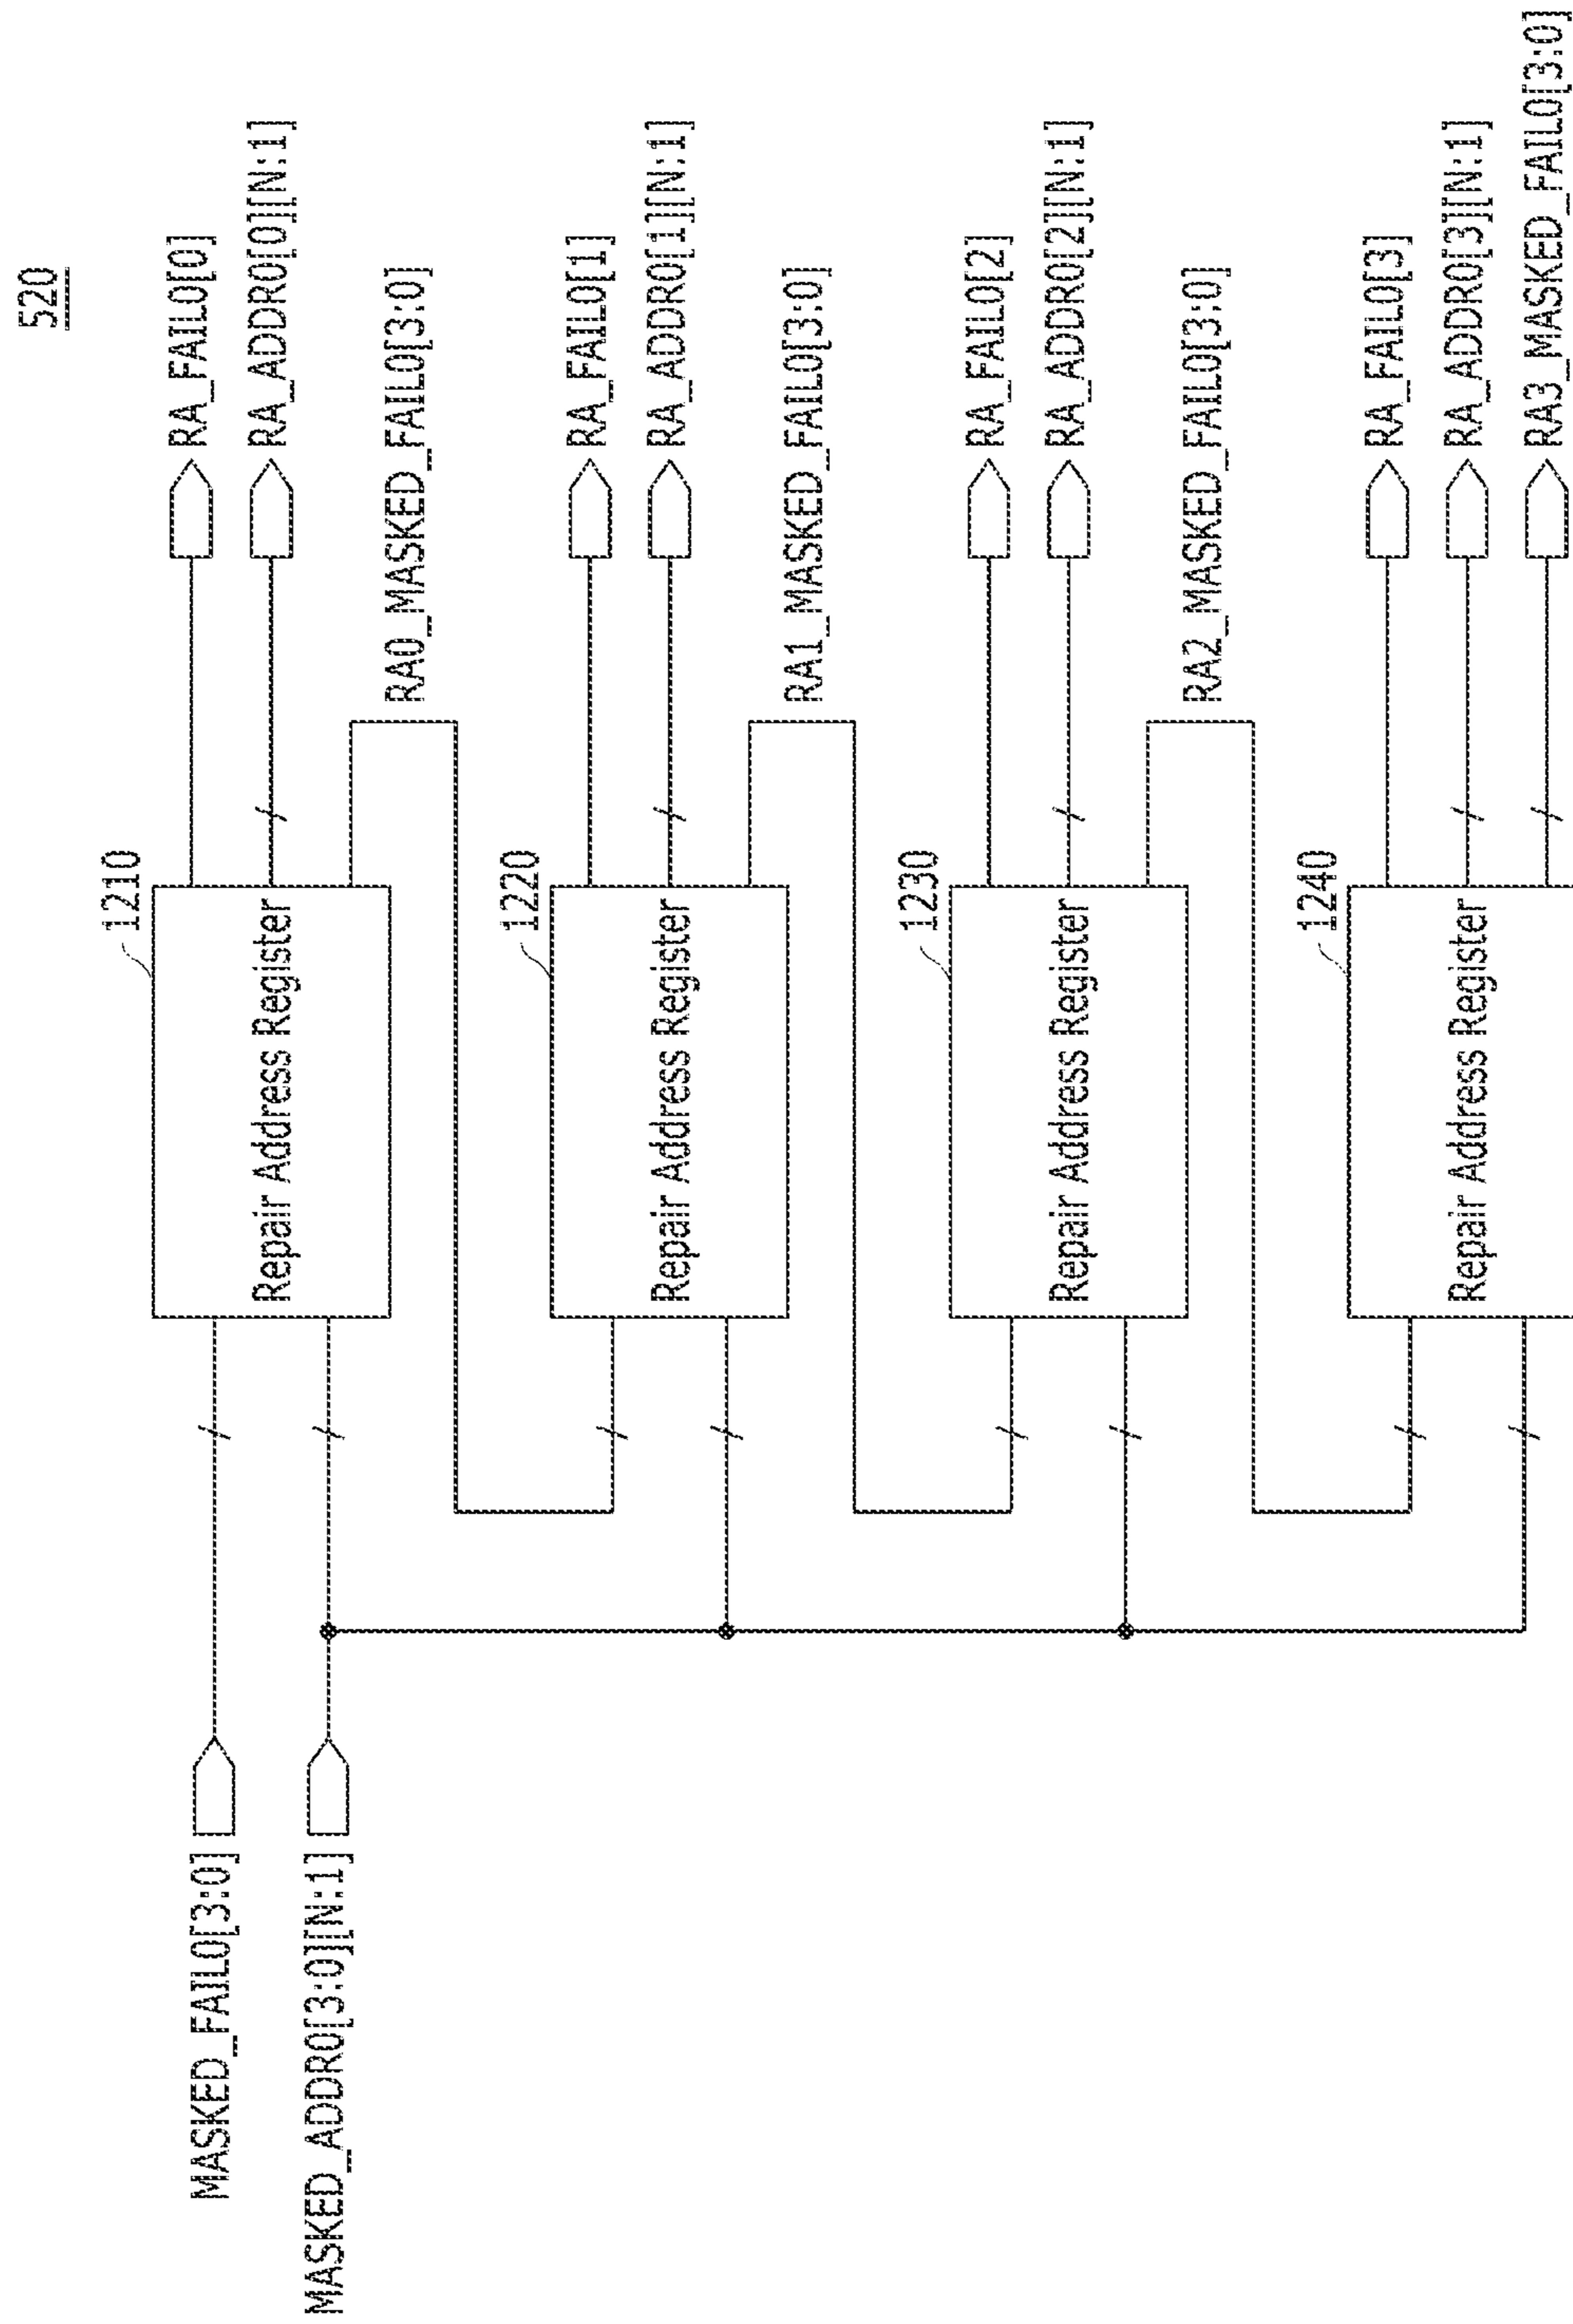 520
MASKED_FAIL0[3:0]
MASKED_ADDR0[3:0][N:1]
1210
Repair Address Register
RA_FAIL0[0]
RA_ADDR0[0][N:1]
RA0_MASKED_FAIL0[3:0]
1220
Repair Address Register
RA_FAIL0[1]
RA_ADDR0[1][N:1]
RA1_MASKED_FAIL0[3:0]
1230
Repair Address Register
RA_FAIL0[2]
RA_ADDR0[2][N:1]
RA2_MASKED_FAIL0[3:0]
1240
Repair Address Register
RA_FAIL0[3]
RA_ADDR0[3][N:1]
RA3_MASKED_FAIL0[3:0]